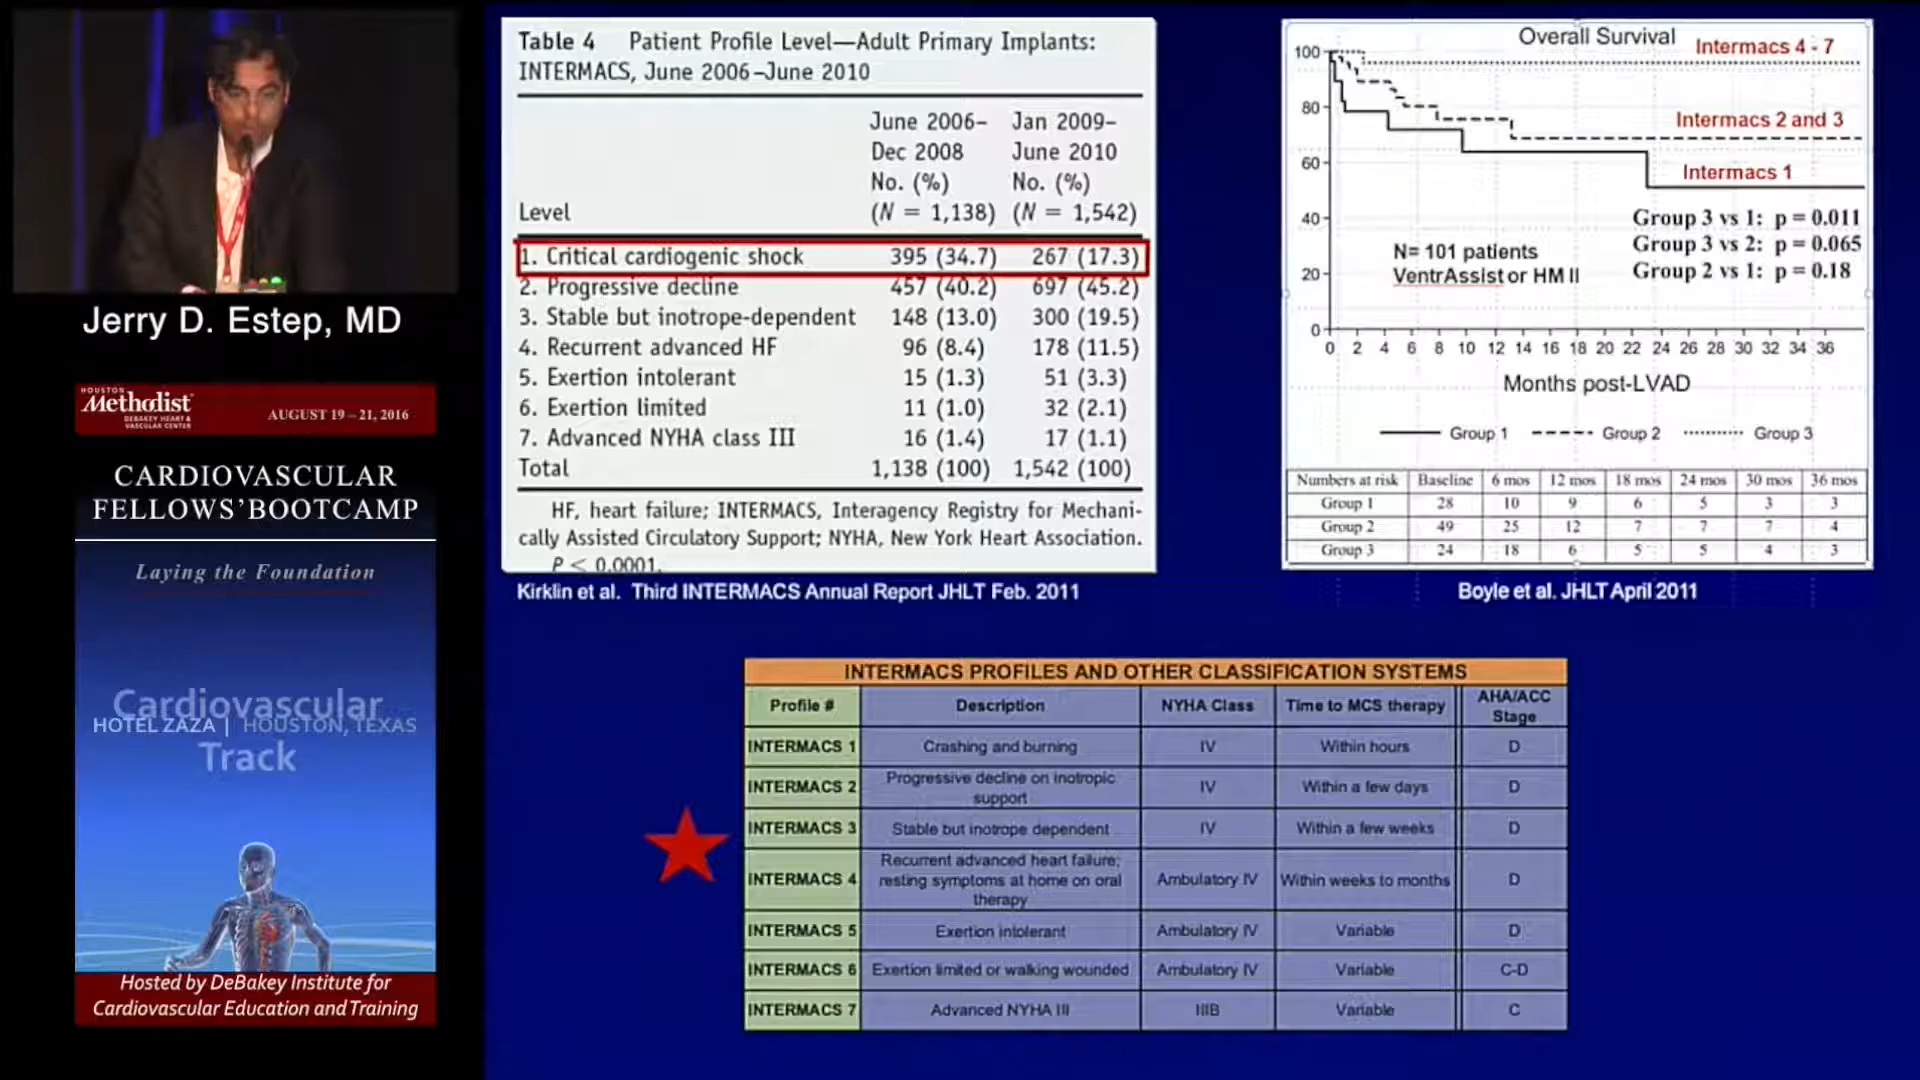 Jerry D. Estep, MD
HOUSTON
Methodist
DEBAKEY HEART &
VASCULAR CENTER
AUGUST 19 – 21, 2016
CARDIOVASCULAR
FELLOWS' BOOTCAMP
Laying the Foundation
Cardiovascular
HOTEL ZAZA | HOUSTON, TEXAS
Track
Hosted by DeBakey Institute for
Cardiovascular Education and Training
Table 4 Patient Profile Level—Adult Primary Implants:
INTERMACS, June 2006–June 2010
June 2006– Jan 2009–
Dec 2008 June 2010
No. (%) No. (%)
Level (N = 1,138) (N = 1,542)
1. Critical cardiogenic shock 395 (34.7) 267 (17.3)
2. Progressive decline 457 (40.2) 697 (45.2)
3. Stable but inotrope-dependent 148 (13.0) 300 (19.5)
4. Recurrent advanced HF 96 (8.4) 178 (11.5)
5. Exertion intolerant 15 (1.3) 51 (3.3)
6. Exertion limited 11 (1.0) 32 (2.1)
7. Advanced NYHA class III 16 (1.4) 17 (1.1)
Total 1,138 (100) 1,542 (100)
HF, heart failure; INTERMACS, Interagency Registry for Mechani-
cally Assisted Circulatory Support; NYHA, New York Heart Association.
P < 0.0001.
Kirklin et al. Third INTERMACS Annual Report JHLT Feb. 2011
Overall Survival
Intermacs 4 - 7
Intermacs 2 and 3
Intermacs 1
100
80
60
40
20
0
Group 3 vs 1: p = 0.011
Group 3 vs 2: p = 0.065
Group 2 vs 1: p = 0.18
N= 101 patients
VentrAssist or HM II
0 2 4 6 8 10 12 14 16 18 20 22 24 26 28 30 32 34 36
Months post-LVAD
Group 1 Group 2 Group 3
Numbers at risk Baseline 6 mos 12 mos 18 mos 24 mos 30 mos 36 mos
Group 1 28 10 9 6 5 3 3
Group 2 49 25 12 7 7 7 4
Group 3 24 18 6 5 5 4 3
Boyle et al. JHLT April 2011
INTERMACS PROFILES AND OTHER CLASSIFICATION SYSTEMS
Profile # Description NYHA Class Time to MCS therapy AHA/ACC
Stage
INTERMACS 1 Crashing and burning IV Within hours D
INTERMACS 2 Progressive decline on inotropic
support IV Within a few days D
INTERMACS 3 Stable but inotrope dependent IV Within a few weeks D
INTERMACS 4 Recurrent advanced heart failure;
resting symptoms at home on oral
therapy Ambulatory IV Within weeks to months D
INTERMACS 5 Exertion intolerant Ambulatory IV Variable D
INTERMACS 6 Exertion limited or walking wounded Ambulatory IV Variable C-D
INTERMACS 7 Advanced NYHA III IIIB Variable C